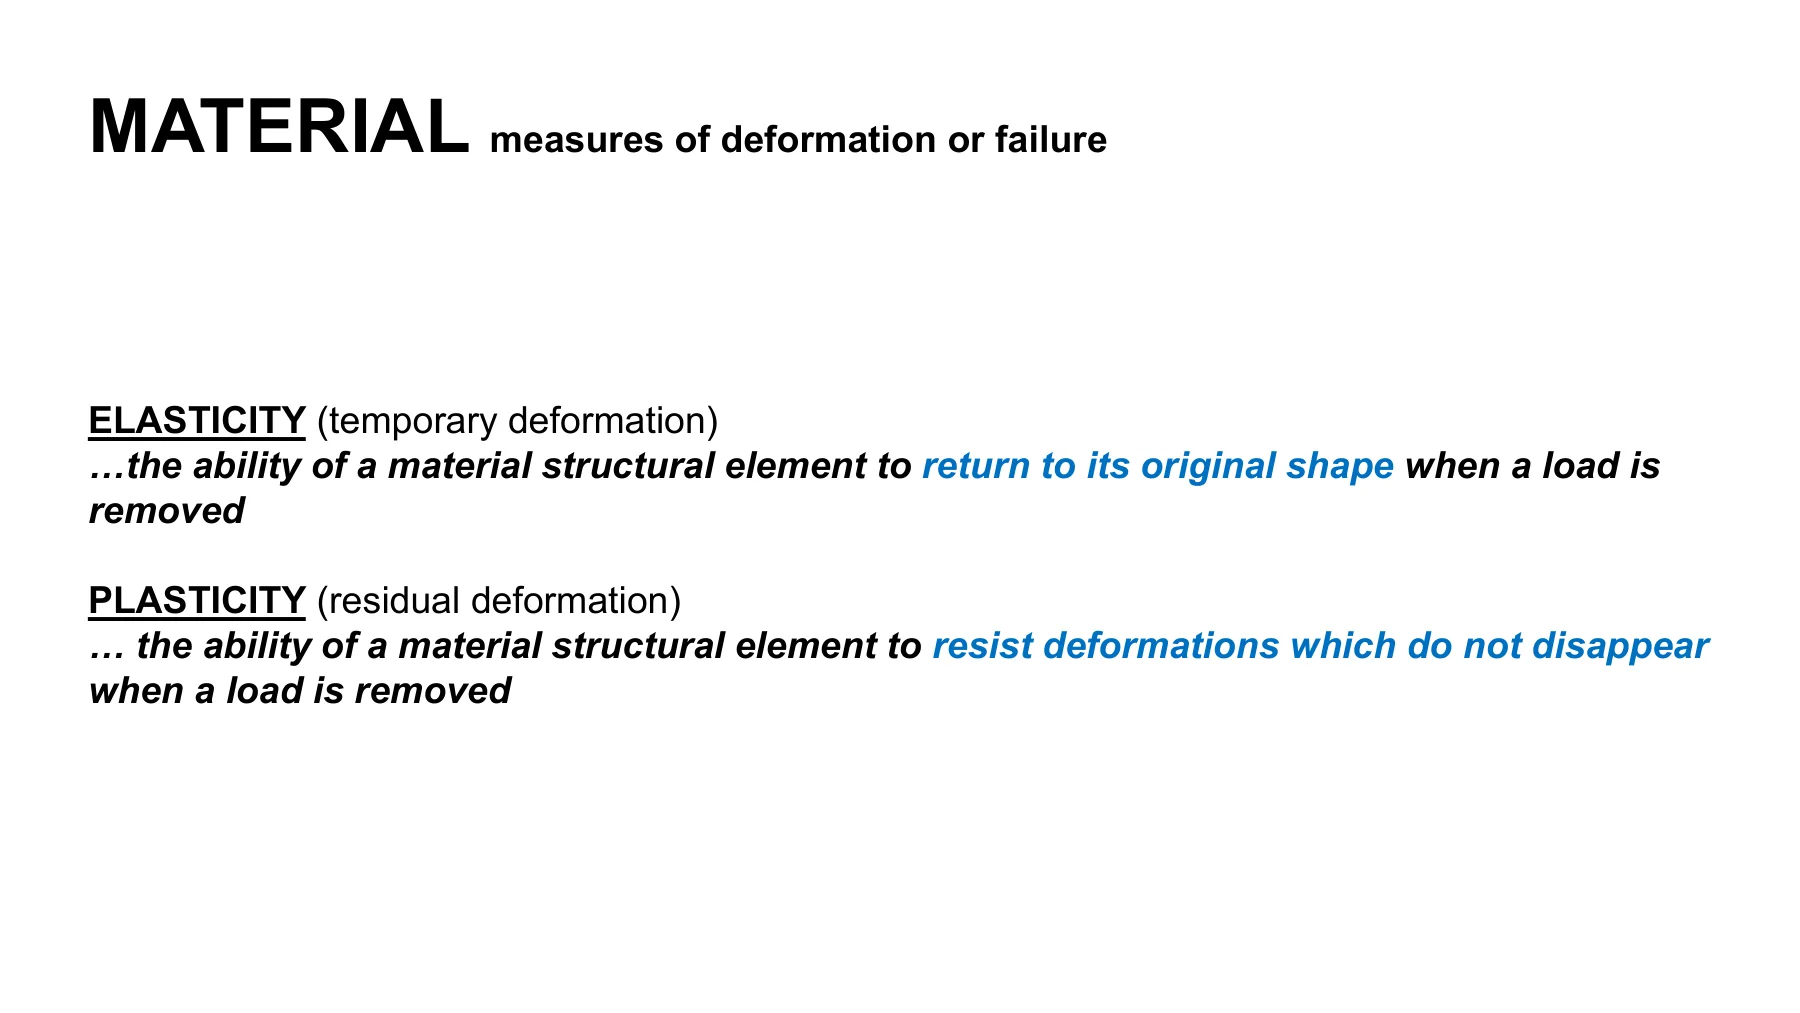 MATERIAL measures of deformation or failure
ELASTICITY (temporary deformation)
…the ability of a material structural element to return to its original shape when a load is
removed
PLASTICITY (residual deformation)
… the ability of a material structural element to resist deformations which do not disappear
when a load is removed